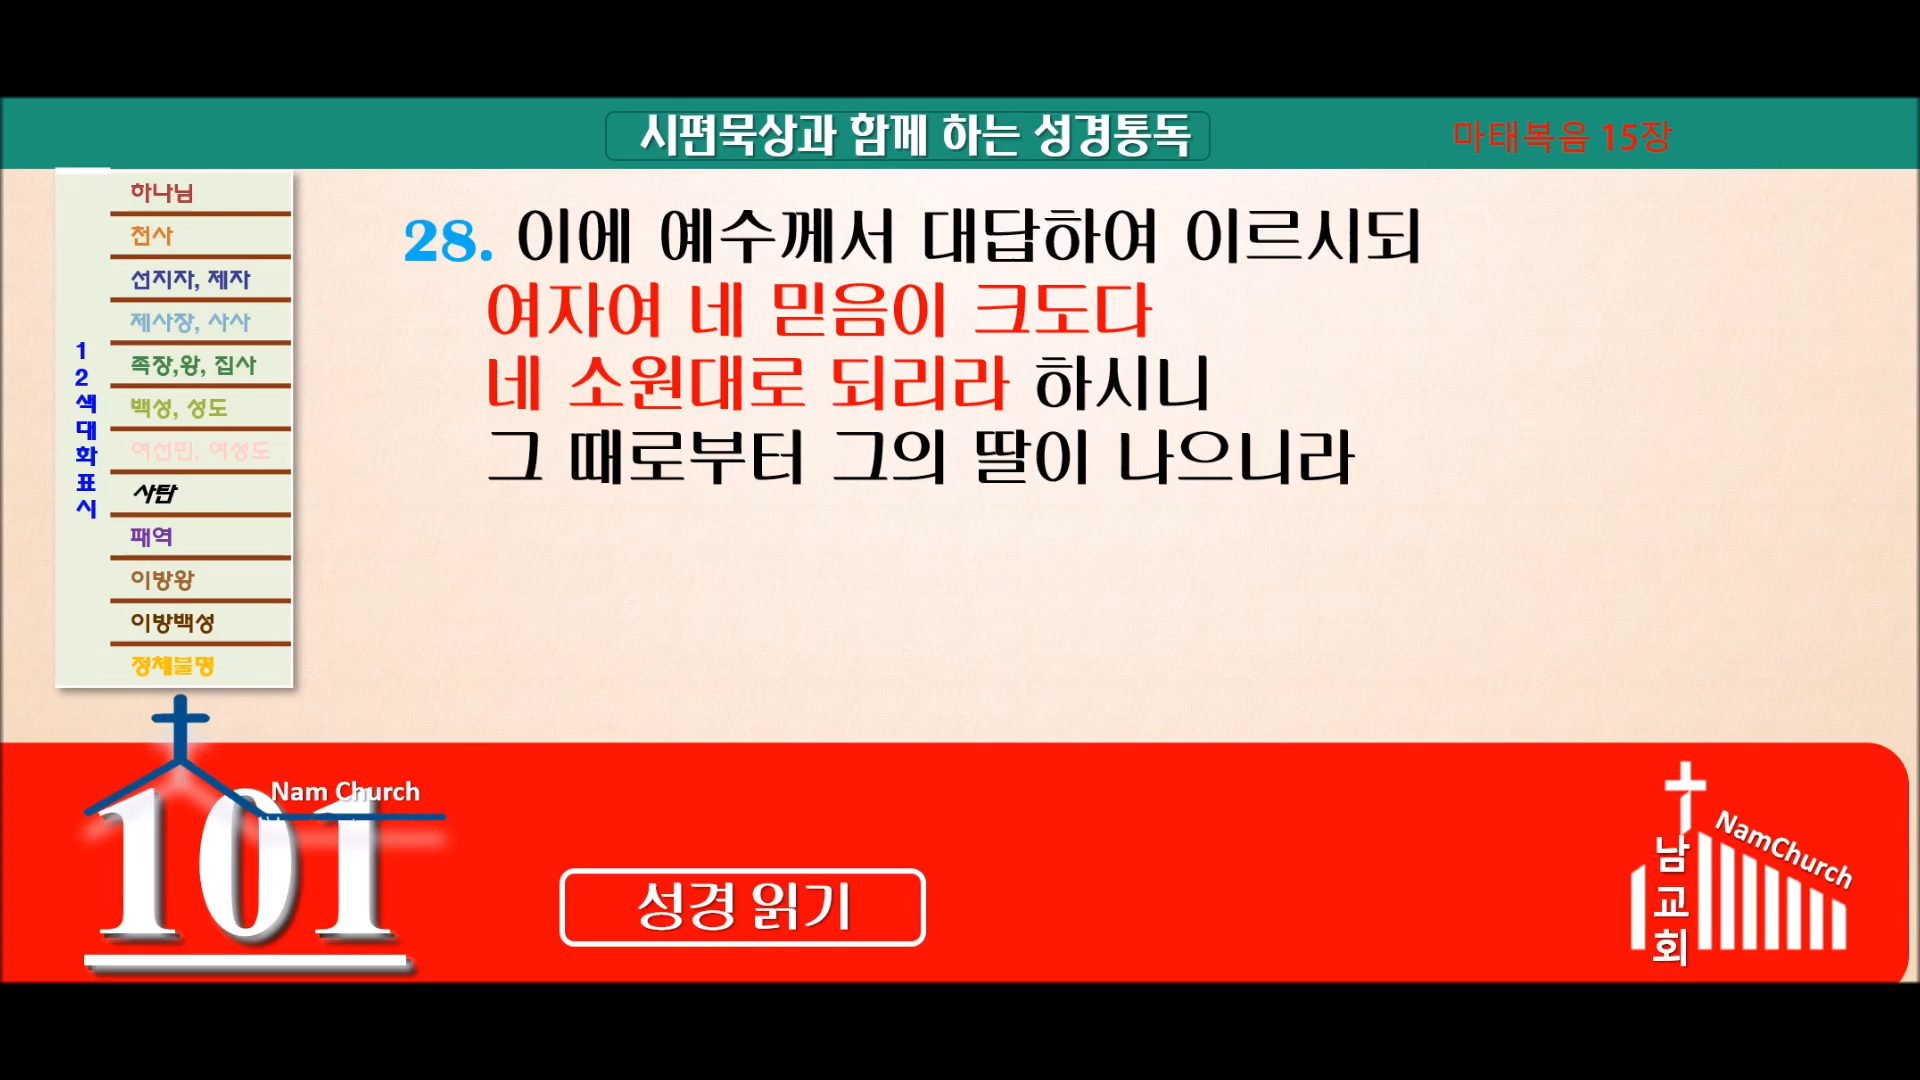 시편묵상과 함께 하는 성경통독
마태복음 15장
12색대화표시
하나님
천사
선지자, 제자
제사장, 사사
족장,왕, 집사
백성, 성도
여선민, 여성도
사탄
패역
이방왕
이방백성
정체불명
28. 이에 예수께서 대답하여 이르시되
여자여 네 믿음이 크도다
네 소원대로 되리라 하시니
그 때로부터 그의 딸이 나으니라
Nam Church
101
성경 읽기
NamChurch
남교회